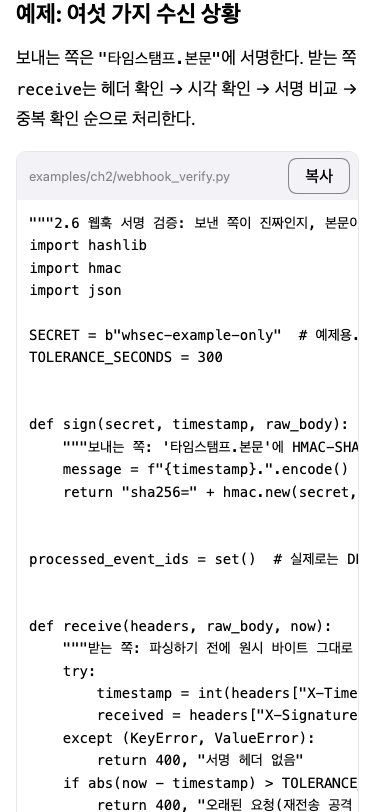 예제: 여섯 가지 수신 상황
보내는 쪽은 "타임스탬프.본문"에 서명한다. 받는 쪽
receive는 헤더 확인 → 시각 확인 → 서명 비교 →
중복 확인 순으로 처리한다.
examples/ch2/webhook_verify.py
복사
"""2.6 웹훅 서명 검증: 보낸 쪽이 진짜인지, 본문이
import hashlib
import hmac
import json
SECRET = b"whsec-example-only"  # 예제용.
TOLERANCE_SECONDS = 300
def sign(secret, timestamp, raw_body):
    """보내는 쪽: '타임스탬프.본문'에 HMAC-SHA
    message = f"{timestamp}.".encode()
    return "sha256=" + hmac.new(secret,
processed_event_ids = set()  # 실제로는 D
def receive(headers, raw_body, now):
    """받는 쪽: 파싱하기 전에 원시 바이트 그대로
    try:
        timestamp = int(headers["X-Time
        received = headers["X-Signature
    except (KeyError, ValueError):
        return 400, "서명 헤더 없음"
    if abs(now - timestamp) > TOLERANCE
        return 400, "오래된 요청(재전송 공격